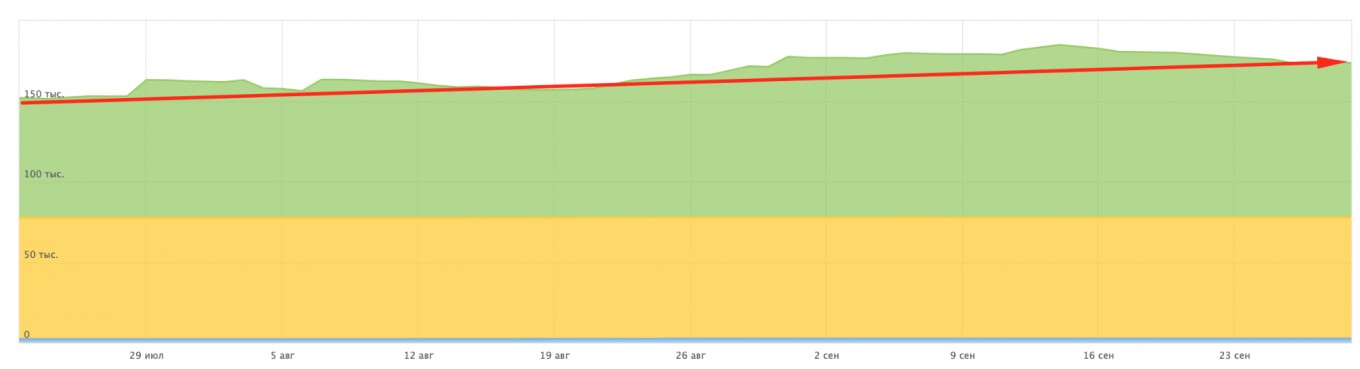 150 тыс.
100 тыс.
50 тыс.
0
29 июл 5 авг 12 авг 19 авг 26 авг 2 сен 9 сен 16 сен 23 сен